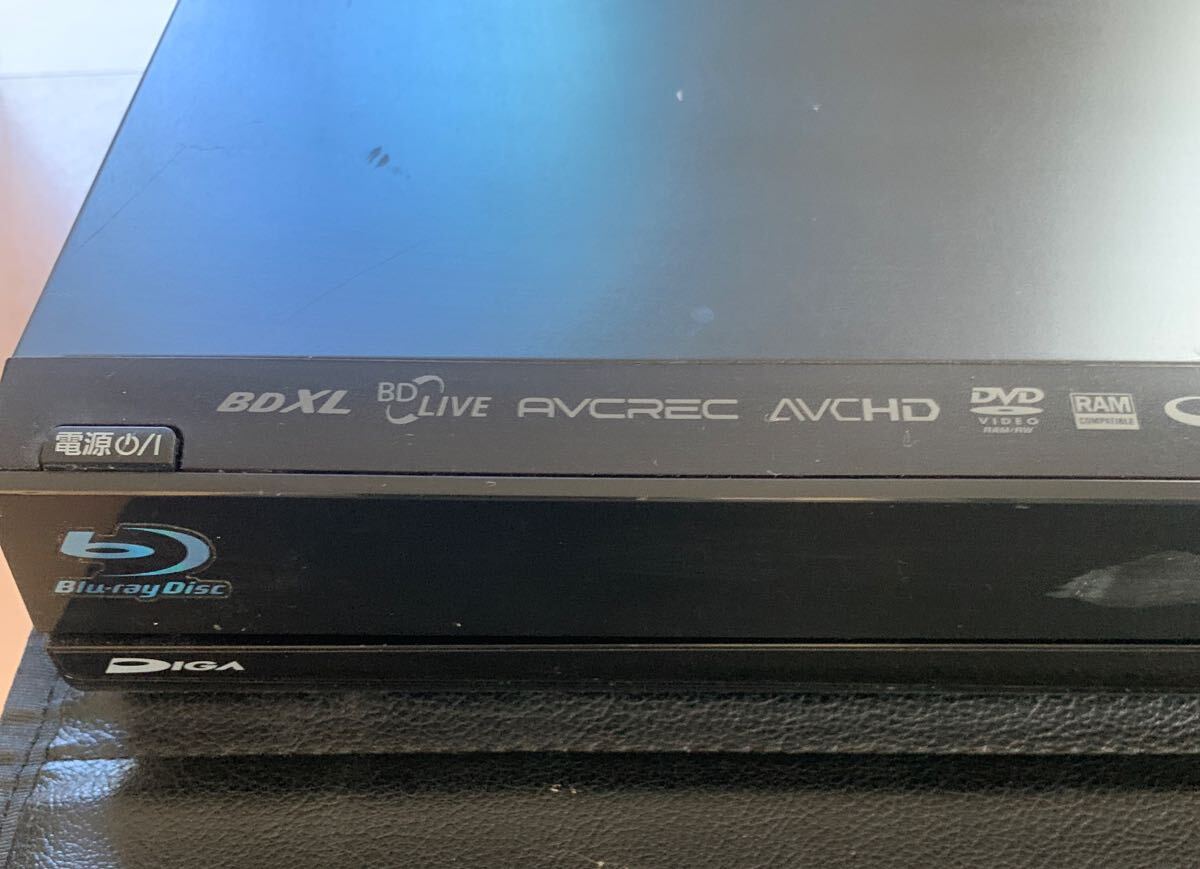 BDXL
BD LIVE
AVCREC
AVCHD
DVD
VIDEO
RAM/RW
RAM
COMPATIBLE
電源⏻/I
Blu-ray Disc
DIGA